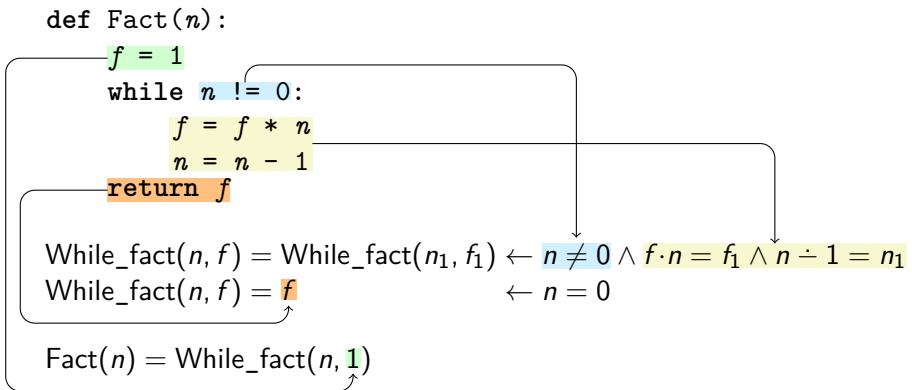 def Fact(n):
f = 1
while n != 0:
f = f * n
n = n - 1
return f
While_fact(n, f) = While_fact(n₁, f₁) ← n ≠ 0 ∧ f·n = f₁ ∧ n ∸ 1 = n₁
While_fact(n, f) = f ← n = 0
Fact(n) = While_fact(n, 1)